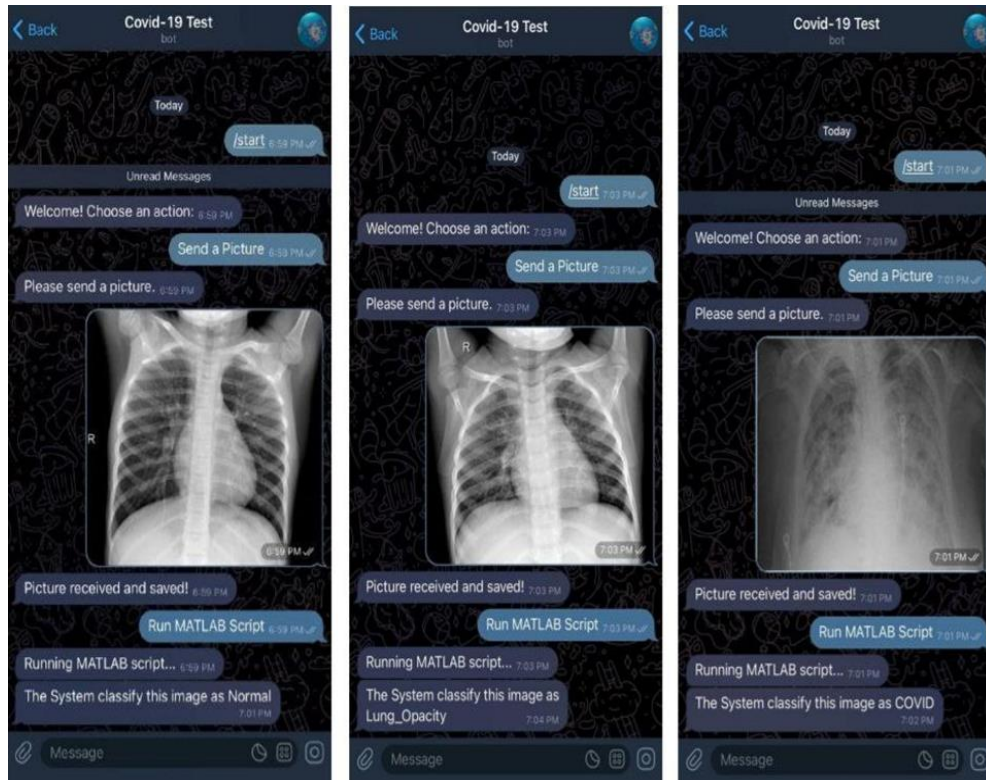 Back
Covid-19 Test
bot
Today
/start 6:59 PM
Unread Messages
Welcome! Choose an action: 6:59 PM
Send a Picture 6:59 PM
Please send a picture. 6:59 PM
R
6:59 PM
Picture received and saved! 6:59 PM
Run MATLAB Script 6:59 PM
Running MATLAB script... 6:59 PM
The System classify this image as Normal
7:01 PM
Message
Back
Covid-19 Test
bot
Today
/start 7:03 PM
Welcome! Choose an action: 7:03 PM
Send a Picture 7:03 PM
Please send a picture. 7:03 PM
R
7:03 PM
Picture received and saved! 7:03 PM
Run MATLAB Script 7:03 PM
Running MATLAB script... 7:03 PM
The System classify this image as
Lung_Opacity 7:04 PM
Message
Back
Covid-19 Test
bot
Today
/start 7:01 PM
Unread Messages
Welcome! Choose an action: 7:01 PM
Send a Picture 7:01 PM
Please send a picture. 7:01 PM
7:01 PM
Picture received and saved! 7:01 PM
Run MATLAB Script 7:01 PM
Running MATLAB script... 7:01 PM
The System classify this image as COVID
7:02 PM
Message